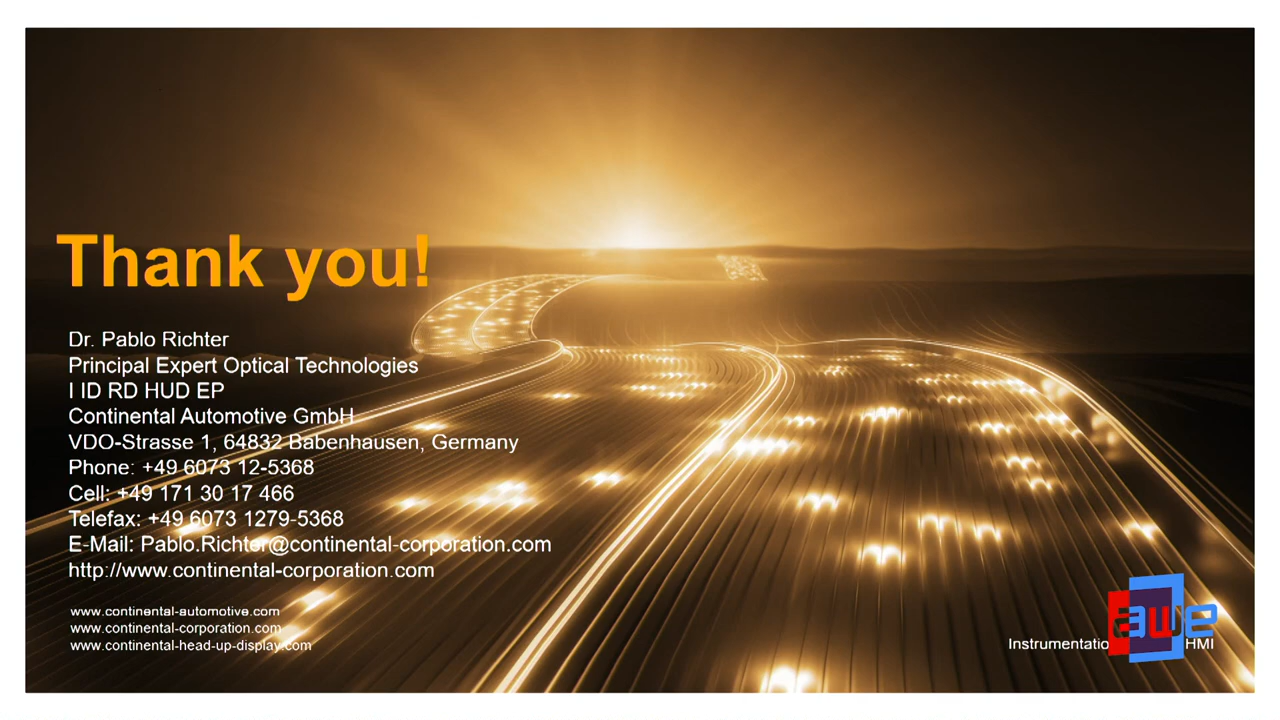 Thank you!
Dr. Pablo Richter
Principal Expert Optical Technologies
I ID RD HUD EP
Continental Automotive GmbH
VDO-Strasse 1, 64832 Babenhausen, Germany
Phone: +49 6073 12-5368
Cell: +49 171 30 17 466
Telefax: +49 6073 1279-5368
E-Mail: Pablo.Richter@continental-corporation.com
http://www.continental-corporation.com
www.continental-automotive.com
www.continental-corporation.com
www.continental-head-up-display.com
awe
HMI